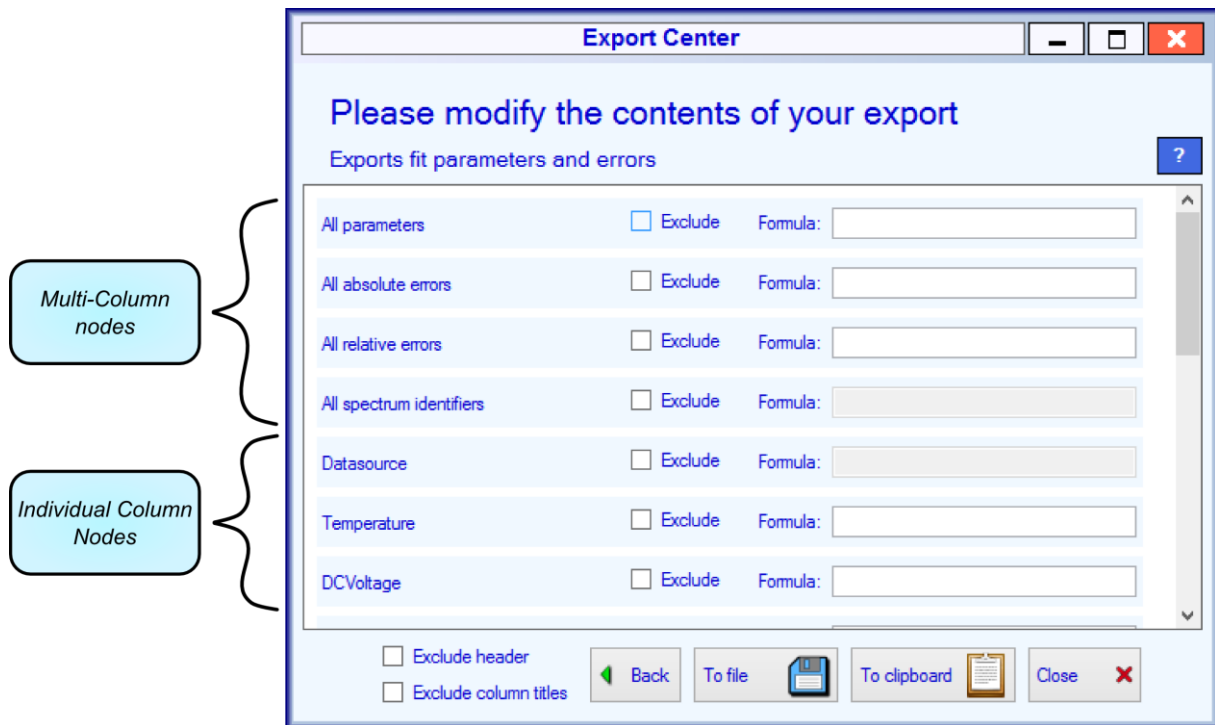 Export Center
Please modify the contents of your export
Exports fit parameters and errors
?
Multi-Column
nodes
All parameters Exclude Formula:
All absolute errors Exclude Formula:
All relative errors Exclude Formula:
All spectrum identifiers Exclude Formula:
Individual Column
Nodes
Datasource Exclude Formula:
Temperature Exclude Formula:
DCVoltage Exclude Formula:
Exclude header
Exclude column titles
Back To file To clipboard Close